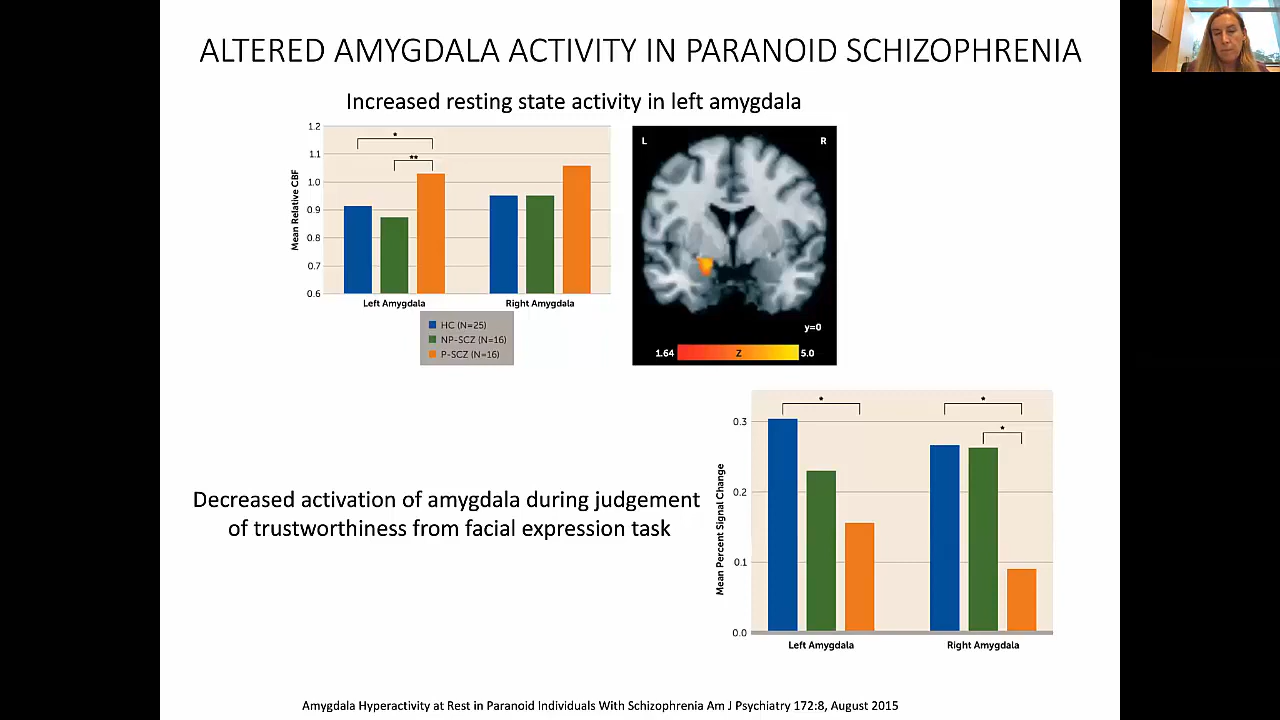 ALTERED AMYGDALA ACTIVITY IN PARANOID SCHIZOPHRENIA
Increased resting state activity in left amygdala
1.2
1.1
1.0
0.9
0.8
0.7
0.6
Mean Relative CBF
*
**
Left Amygdala
Right Amygdala
HC (N=25)
NP-SCZ (N=16)
P-SCZ (N=16)
L
R
y=0
1.64
Z
5.0
Decreased activation of amygdala during judgement
of trustworthiness from facial expression task
Mean Percent Signal Change
0.3
0.2
0.1
0.0
*
*
*
Left Amygdala
Right Amygdala
Amygdala Hyperactivity at Rest in Paranoid Individuals With Schizophrenia Am J Psychiatry 172:8, August 2015